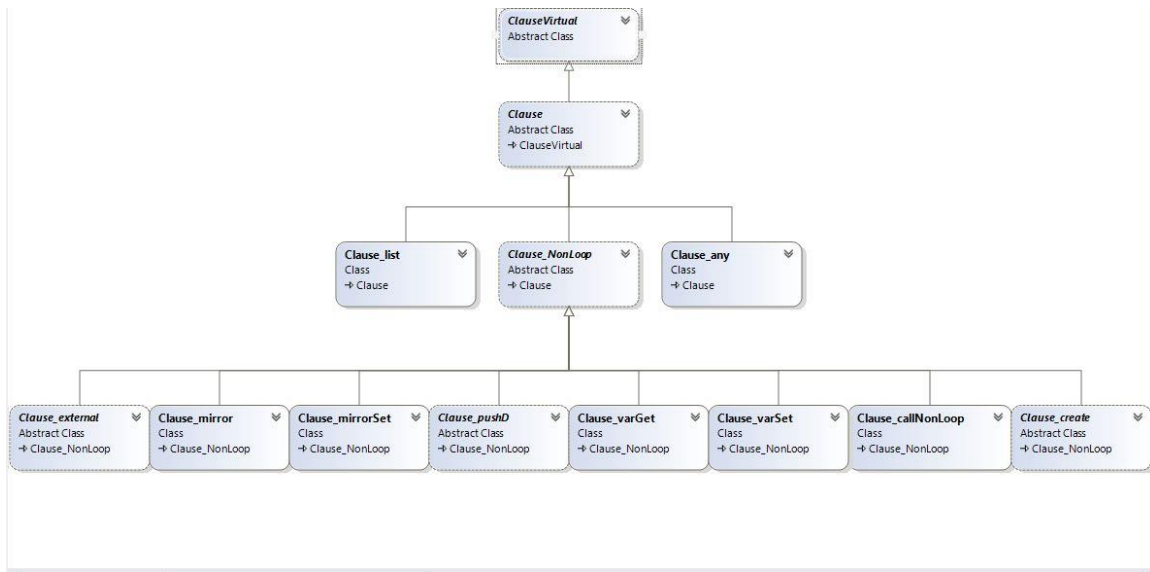 ClauseVirtual
Abstract Class
Clause
Abstract Class
ClauseVirtual
Clause_list
Class
Clause
Clause_NonLoop
Abstract Class
Clause
Clause_any
Class
Clause
Clause_external
Abstract Class
Clause_NonLoop
Clause_mirror
Class
Clause_NonLoop
Clause_mirrorSet
Class
Clause_NonLoop
Clause_pushD
Abstract Class
Clause_NonLoop
Clause_varGet
Class
Clause_NonLoop
Clause_varSet
Class
Clause_NonLoop
Clause_callNonLoop
Class
Clause_NonLoop
Clause_create
Abstract Class
Clause_NonLoop